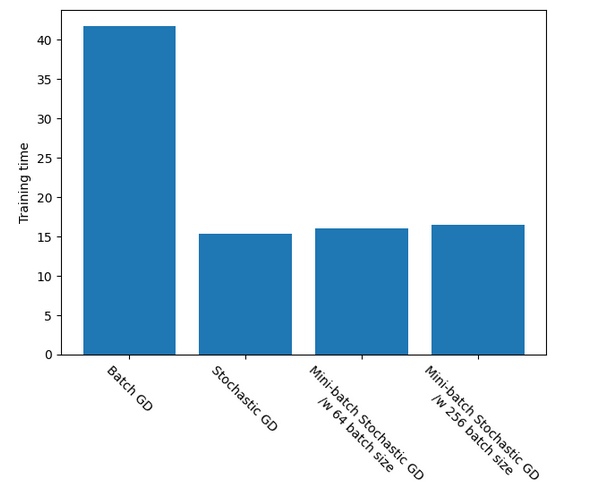 40
35
30
25
20
15
10
5
0
Training time
Batch GD
Stochastic GD
Mini-batch Stochastic GD
/w 64 batch size
Mini-batch Stochastic GD
/w 256 batch size